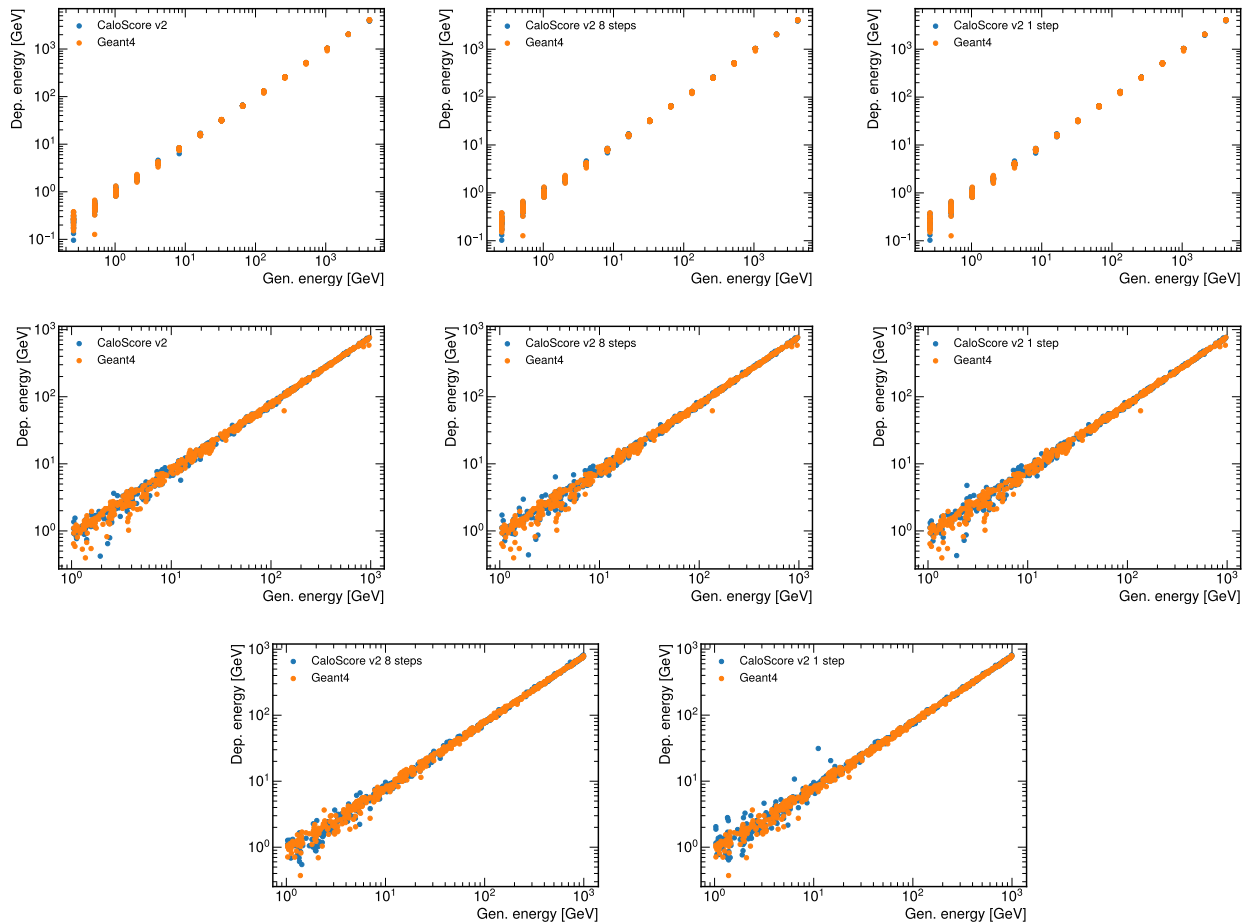 CaloScore v2
Geant4
Dep. energy [GeV]
10³
10²
10¹
10⁰
10⁻¹
10⁰ 10¹ 10² 10³
Gen. energy [GeV]
CaloScore v2 8 steps
Geant4
Dep. energy [GeV]
10³
10²
10¹
10⁰
10⁻¹
10⁰ 10¹ 10² 10³
Gen. energy [GeV]
CaloScore v2 1 step
Geant4
Dep. energy [GeV]
10³
10²
10¹
10⁰
10⁻¹
10⁰ 10¹ 10² 10³
Gen. energy [GeV]
CaloScore v2
Geant4
Dep. energy [GeV]
10³
10²
10¹
10⁰
10⁰ 10¹ 10² 10³
Gen. energy [GeV]
CaloScore v2 8 steps
Geant4
Dep. energy [GeV]
10³
10²
10¹
10⁰
10⁰ 10¹ 10² 10³
Gen. energy [GeV]
CaloScore v2 1 step
Geant4
Dep. energy [GeV]
10³
10²
10¹
10⁰
10⁰ 10¹ 10² 10³
Gen. energy [GeV]
CaloScore v2 8 steps
Geant4
Dep. energy [GeV]
10³
10²
10¹
10⁰
10⁰ 10¹ 10² 10³
Gen. energy [GeV]
CaloScore v2 1 step
Geant4
Dep. energy [GeV]
10³
10²
10¹
10⁰
10⁰ 10¹ 10² 10³
Gen. energy [GeV]